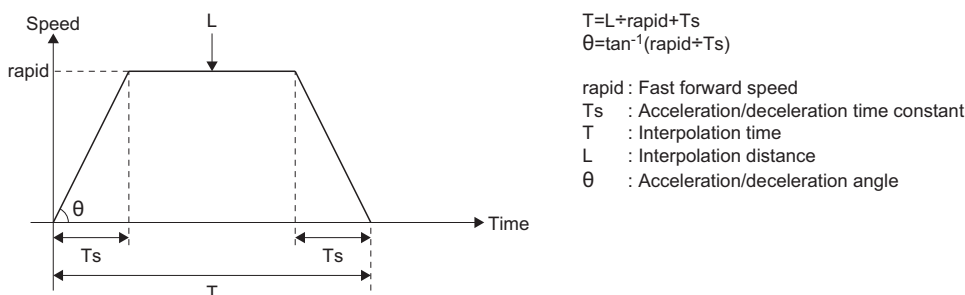 Speed
L
rapid
θ
Time
Ts
Ts
T
T=L÷rapid+Ts
θ=tan⁻¹(rapid÷Ts)
rapid : Fast forward speed
Ts : Acceleration/deceleration time constant
T : Interpolation time
L : Interpolation distance
θ : Acceleration/deceleration angle